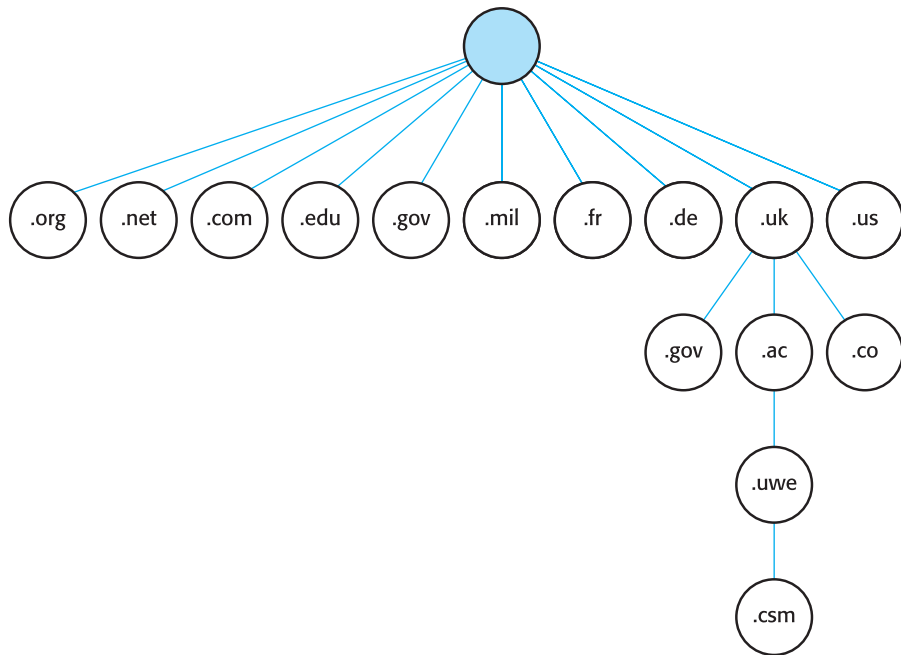 .org .net .com .edu .gov .mil .fr .de .uk .us
.gov .ac .co
.uwe
.csm